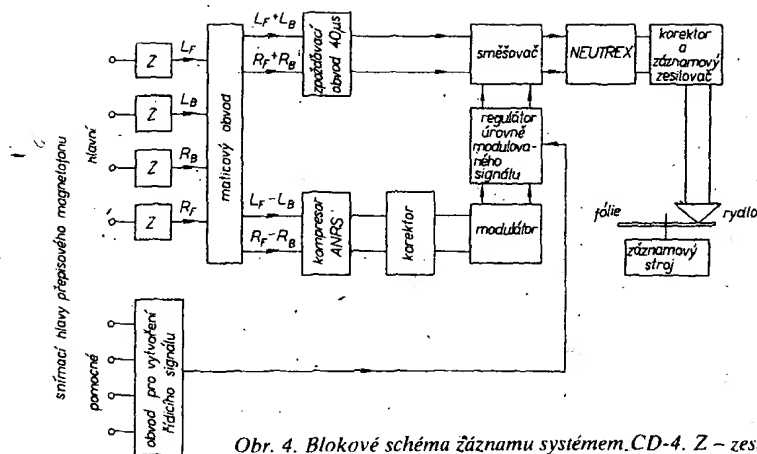 snímací hlavy přepisového magnetofonu
hlavní
pomocné
Z
L_F
Z
L_B
Z
R_B
Z
R_F
maticový obvod
L_F+L_B
R_F+R_B
L_F−L_B
R_F−R_B
zpožďovací
obvod 40µs
kompresor
ANRS
korektor
směšovač
regulátor
úrovně
modulova-
ného
signálu
modulátor
NEUTREX
korektor
a
záznamový
zesilovač
fólie
rydlo
záznamový
stroj
obvod pro vytvoření
řídicího signálu
Obr. 4. Blokové schéma záznamu systémem CD-4. Z – zes